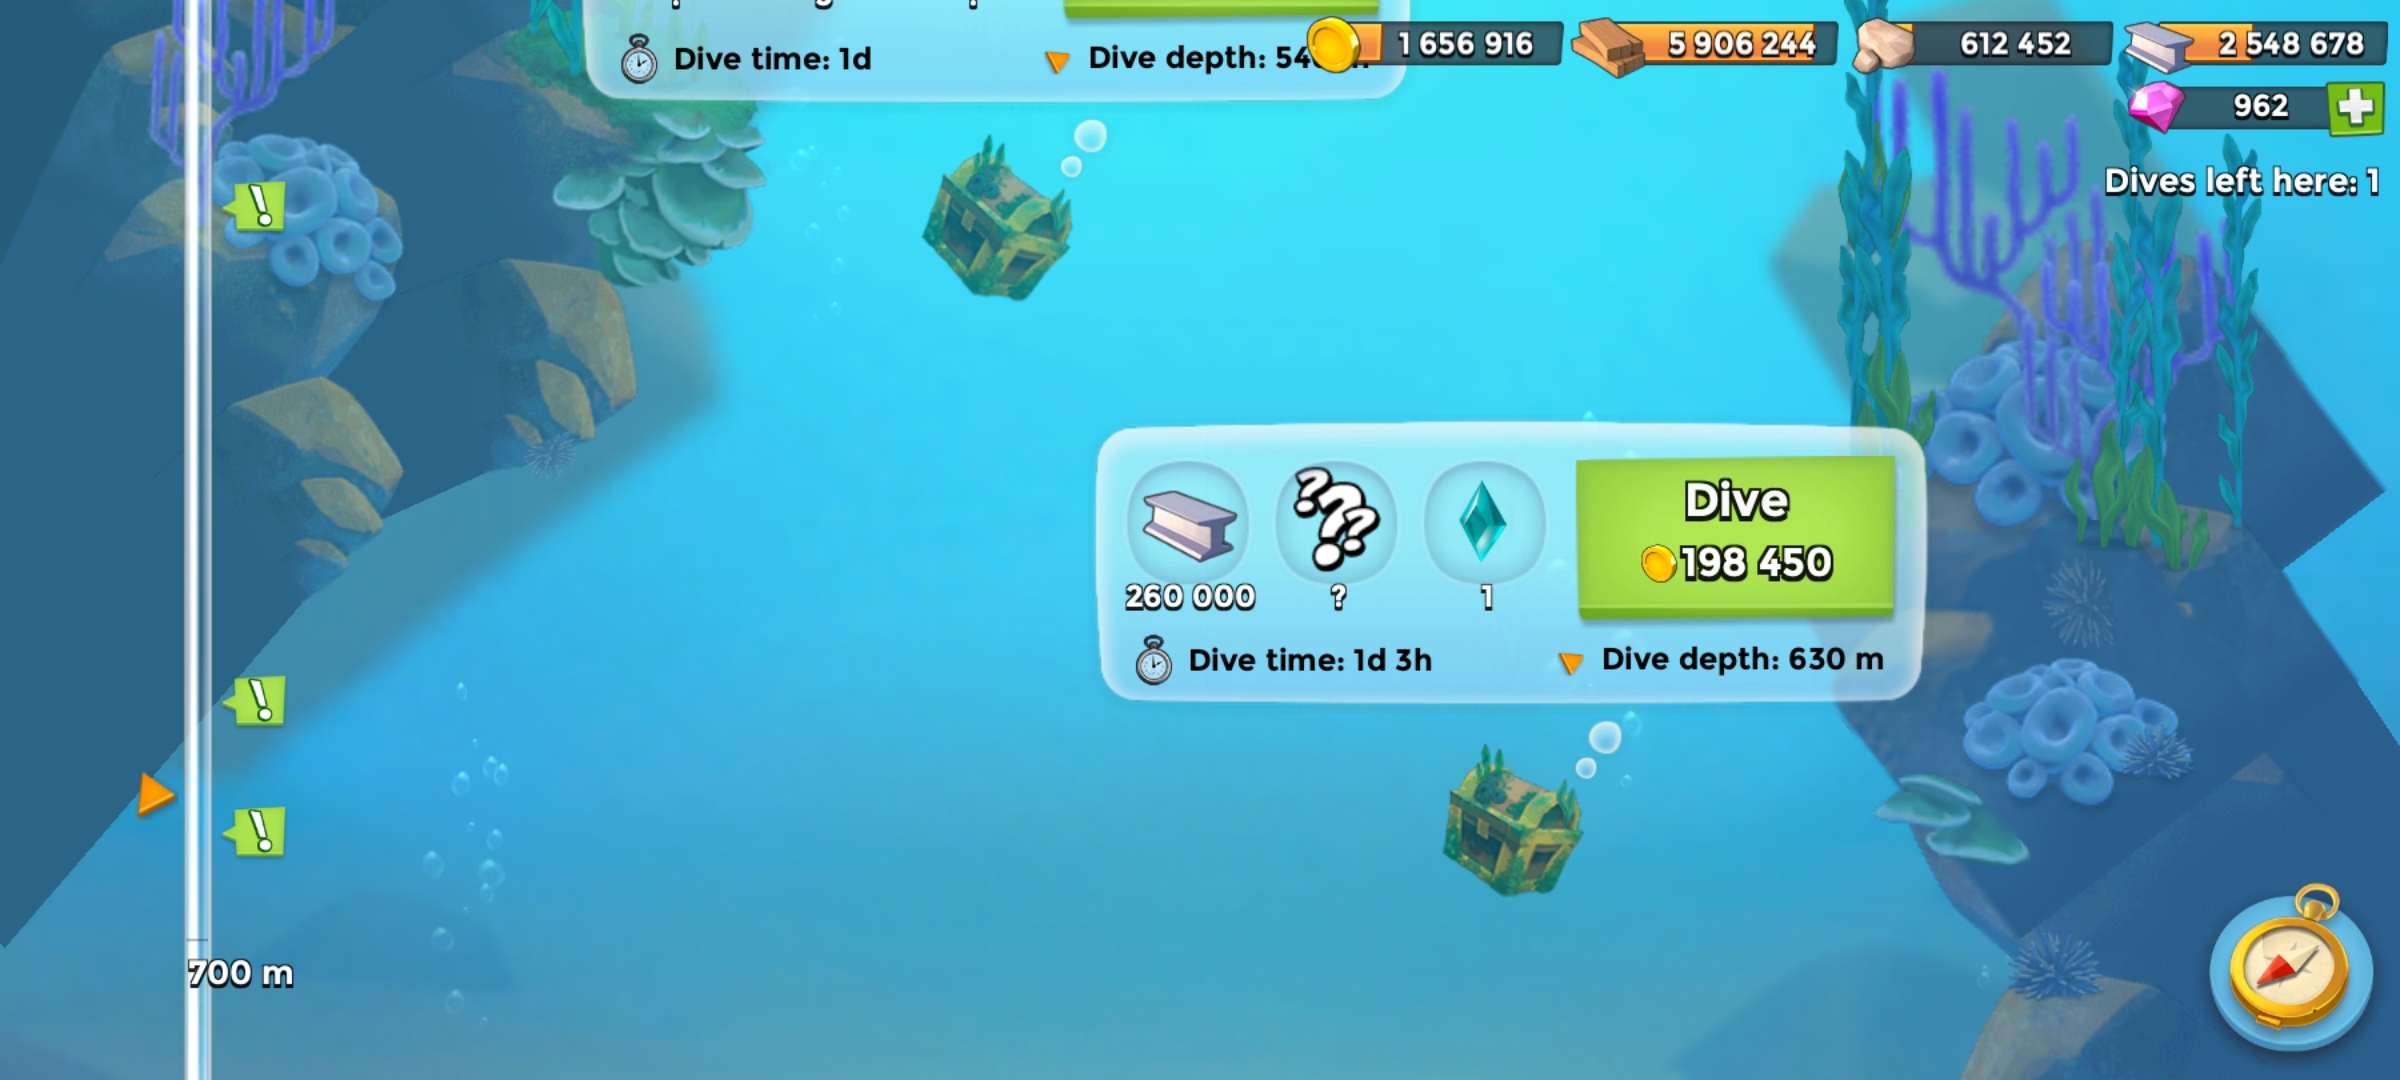 Dive time: 1d
Dive depth:
1 656 916
5 906 244
612 452
2 548 678
962
Dives left here: 1
Dive
198 450
260 000
?
1
Dive time: 1d 3h
Dive depth: 630 m
700 m